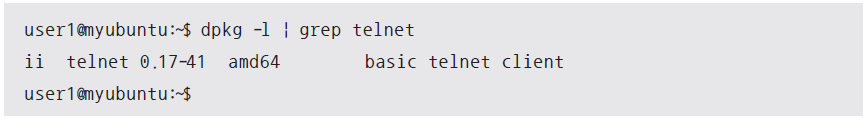 user1@myubuntu:~$ dpkg -l | grep telnet
ii telnet 0.17-41 amd64 basic telnet client
user1@myubuntu:~$